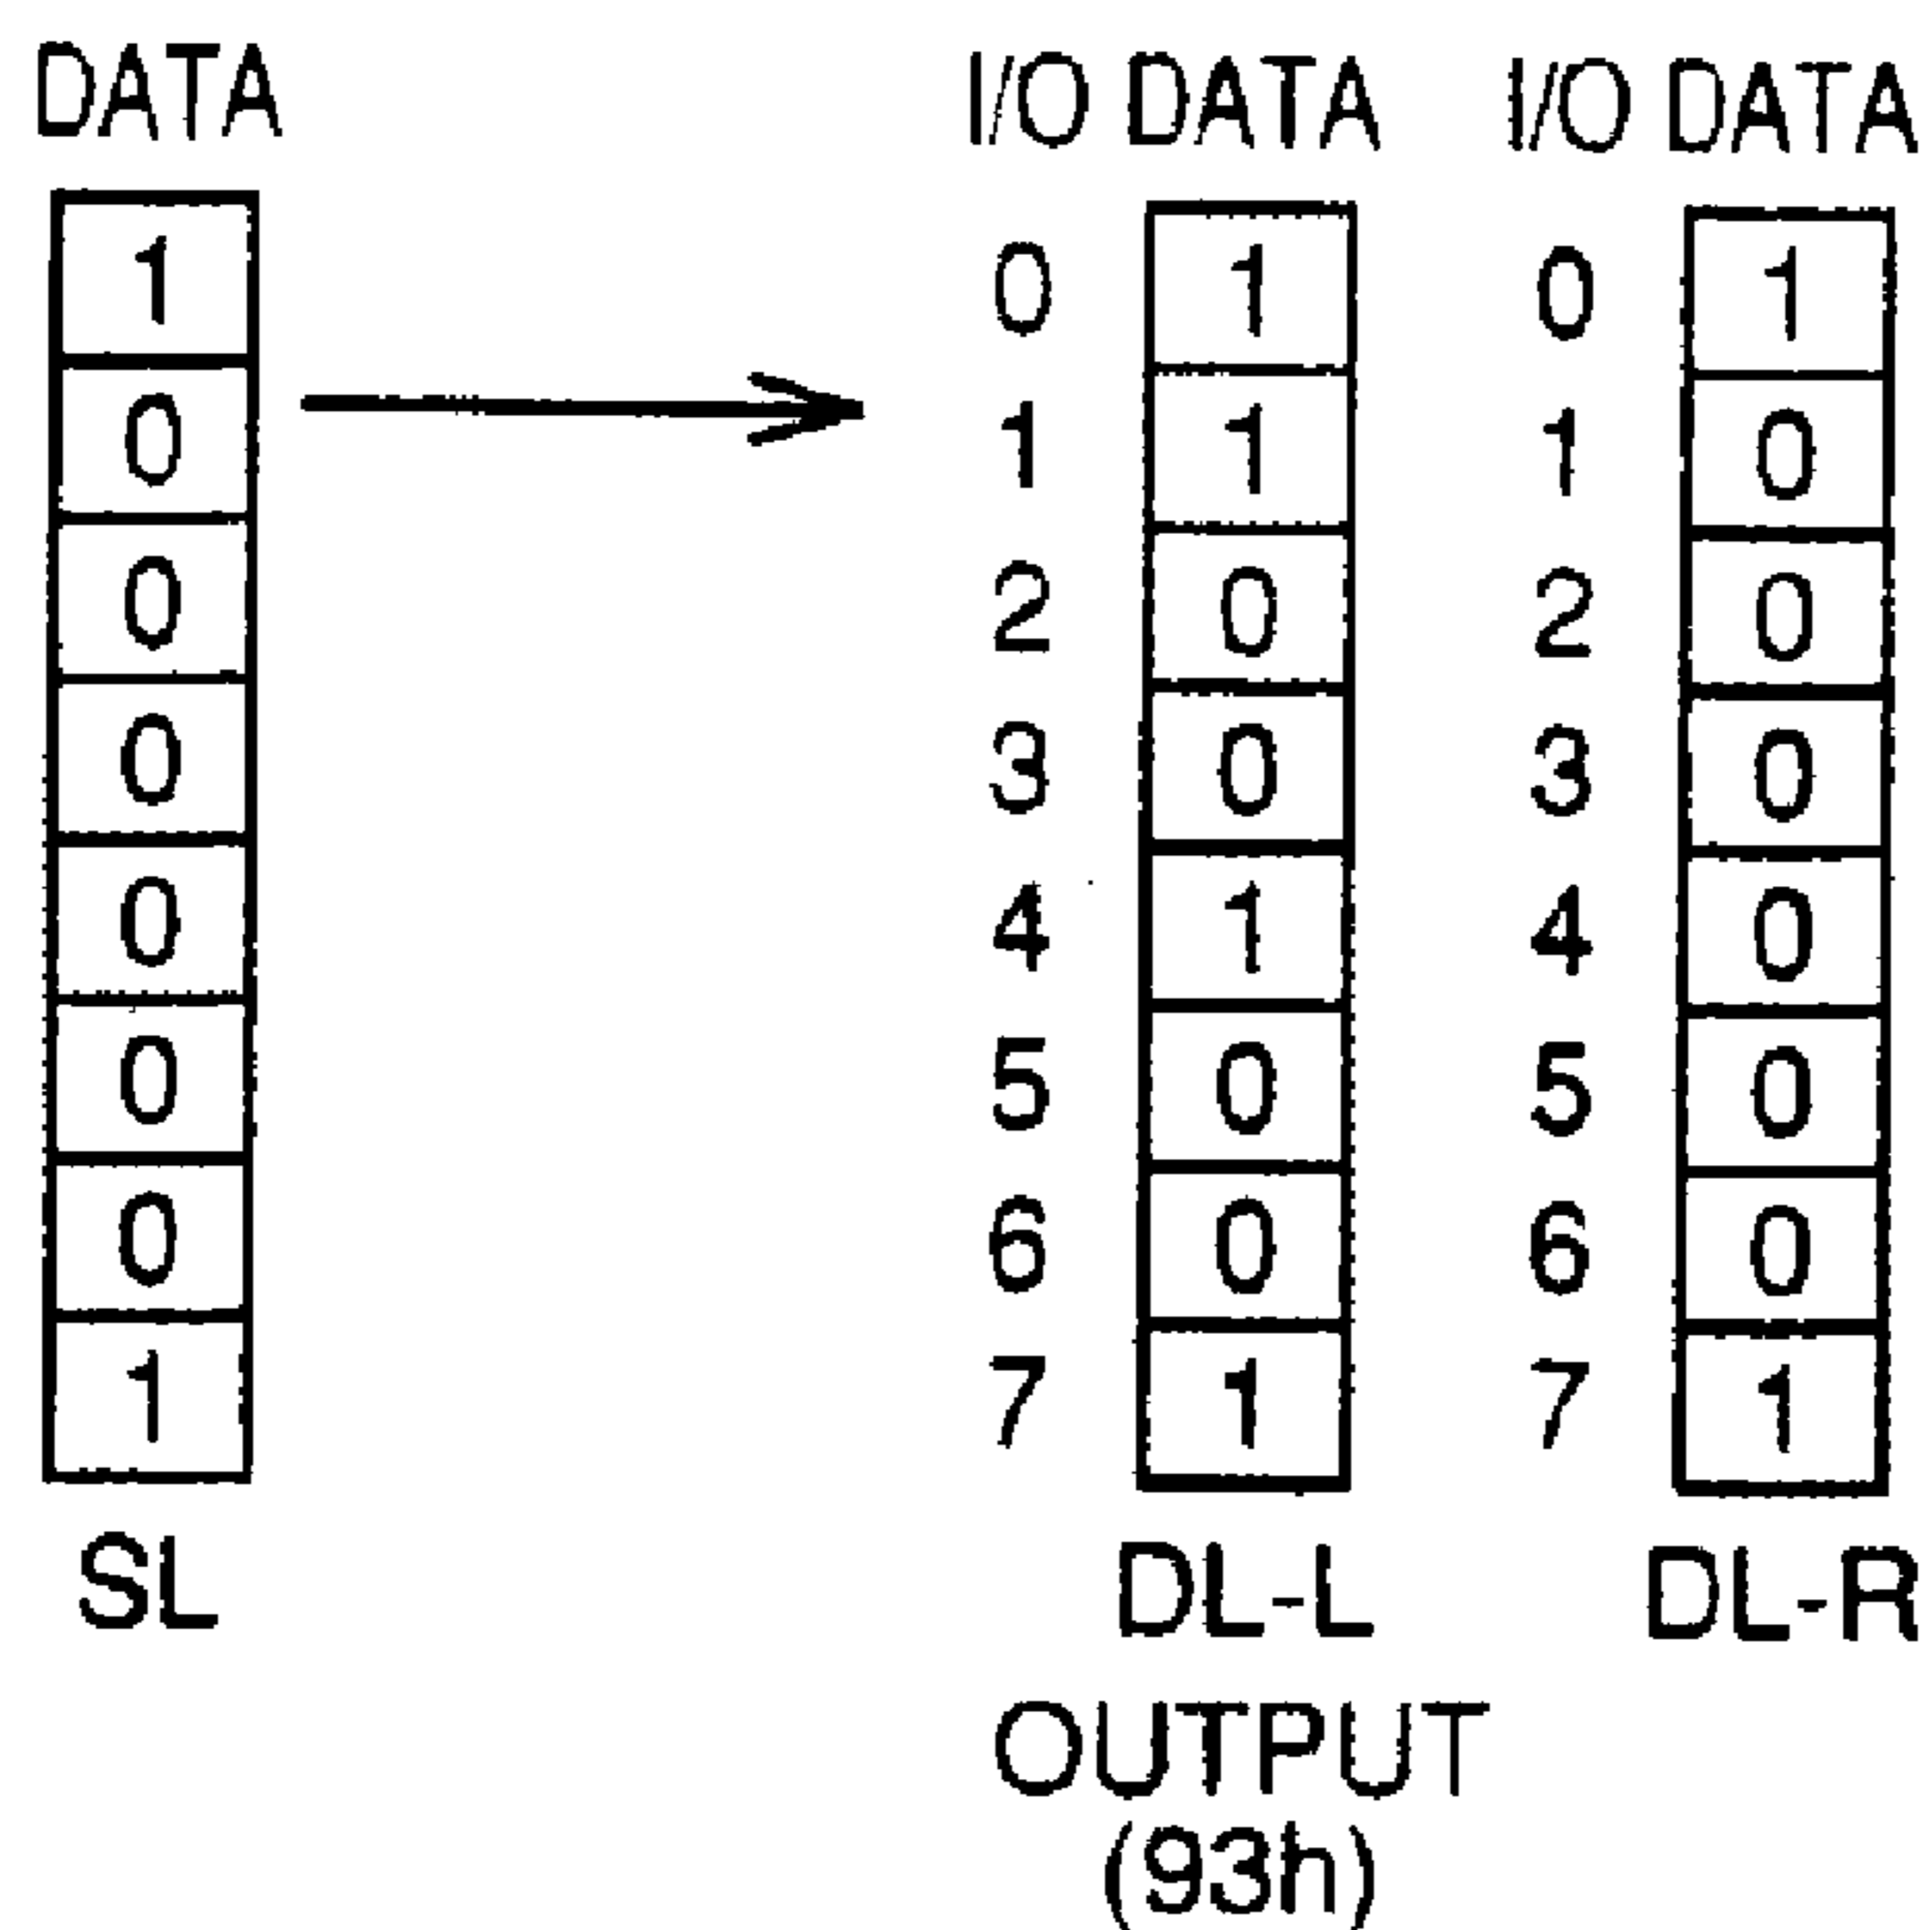 DATA I/O DATA I/O DATA
1 0 1 0 1
0 1 1 1 0
0 2 0 2 0
0 3 0 3 0
0 4 1 4 0
0 5 0 5 0
0 6 0 6 0
1 7 1 7 1
SL DL-L DL-R
OUTPUT
(93h)